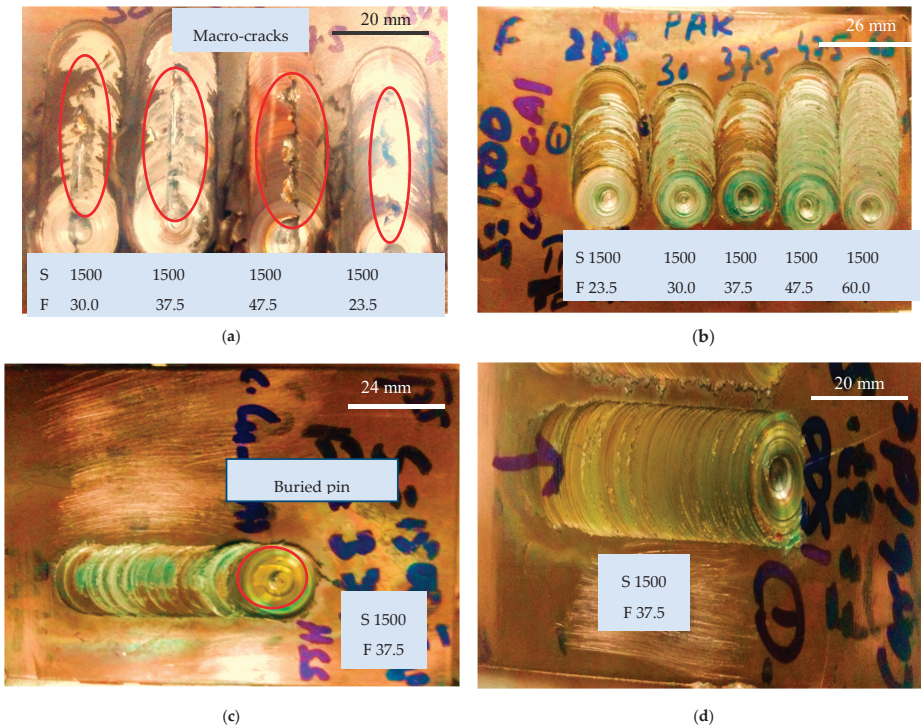 Macro-cracks
20 mm
S 1500 1500 1500 1500
F 30.0 37.5 47.5 23.5
(a)
26 mm
F
PAK
30 37.5 47.5
S 1500 1500 1500 1500 1500
F 23.5 30.0 37.5 47.5 60.0
(b)
24 mm
Buried pin
S 1500
F 37.5
(c)
20 mm
S 1500
F 37.5
(d)